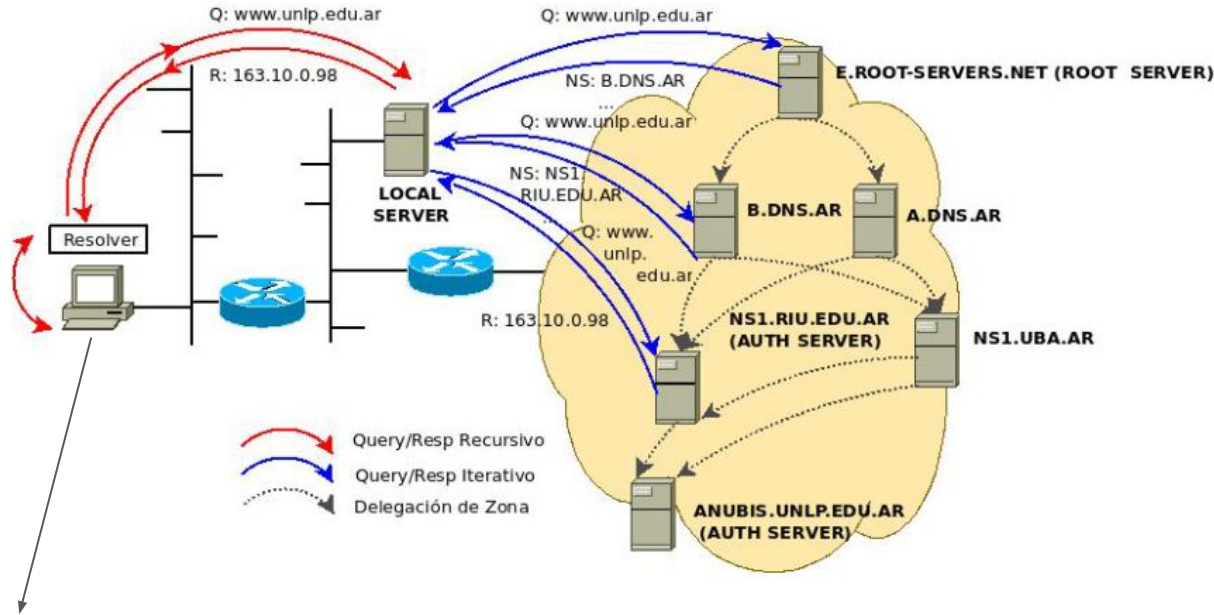 Q: www.unlp.edu.ar
Q: www.unlp.edu.ar
R: 163.10.0.98
E.ROOT-SERVERS.NET (ROOT SERVER)
NS: B.DNS.AR
...
Q: www.unlp.edu.ar
NS: NS1.
RIU.EDU.AR
...
LOCAL
SERVER
B.DNS.AR
A.DNS.AR
Resolver
Q: www.
unlp.
edu.ar
R: 163.10.0.98
NS1.RIU.EDU.AR
(AUTH SERVER)
NS1.UBA.AR
Query/Resp Recursivo
Query/Resp Iterativo
Delegación de Zona
ANUBIS.UNLP.EDU.AR
(AUTH SERVER)